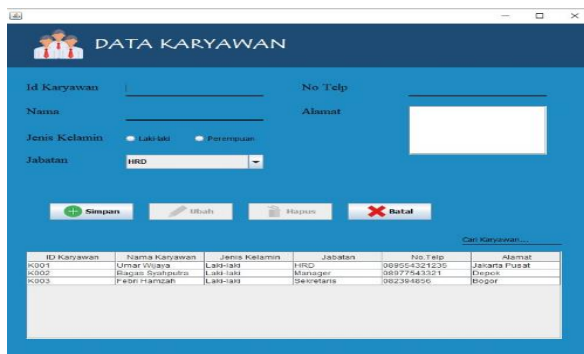 DATA KARYAWAN
Id Karyawan No Telp
Nama Alamat
Jenis Kelamin Laki-laki Perempuan
Jabatan HRD
Simpan Ubah Hapus Batal
Cari Karyawan...
ID Karyawan Nama Karyawan Jenis Kelamin Jabatan No.Telp Alamat
K001 Umar Wijaya Laki-laki HRD 089554321235 Jakarta Pusat
K002 Bagas Syahputra Laki-laki Manager 08977543321 Depok
K003 Febri Hamzah Laki-laki Sekretaris 082394856 Bogor